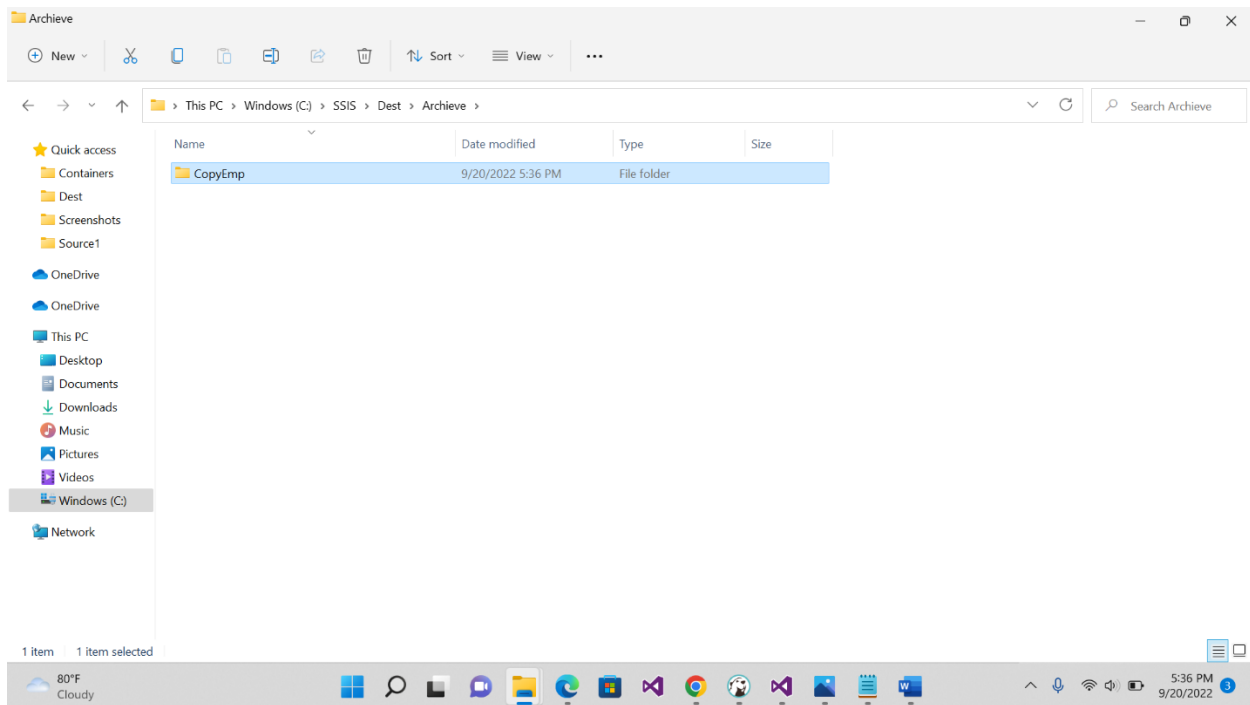 Archieve
New
Sort
View
This PC > Windows (C:) > SSIS > Dest > Archieve >
Search Archieve
Name Date modified Type Size
CopyEmp 9/20/2022 5:36 PM File folder
Quick access
Containers
Dest
Screenshots
Source1
OneDrive
OneDrive
This PC
Desktop
Documents
Downloads
Music
Pictures
Videos
Windows (C:)
Network
1 item 1 item selected
80°F
Cloudy
W
5:36 PM
9/20/2022
3